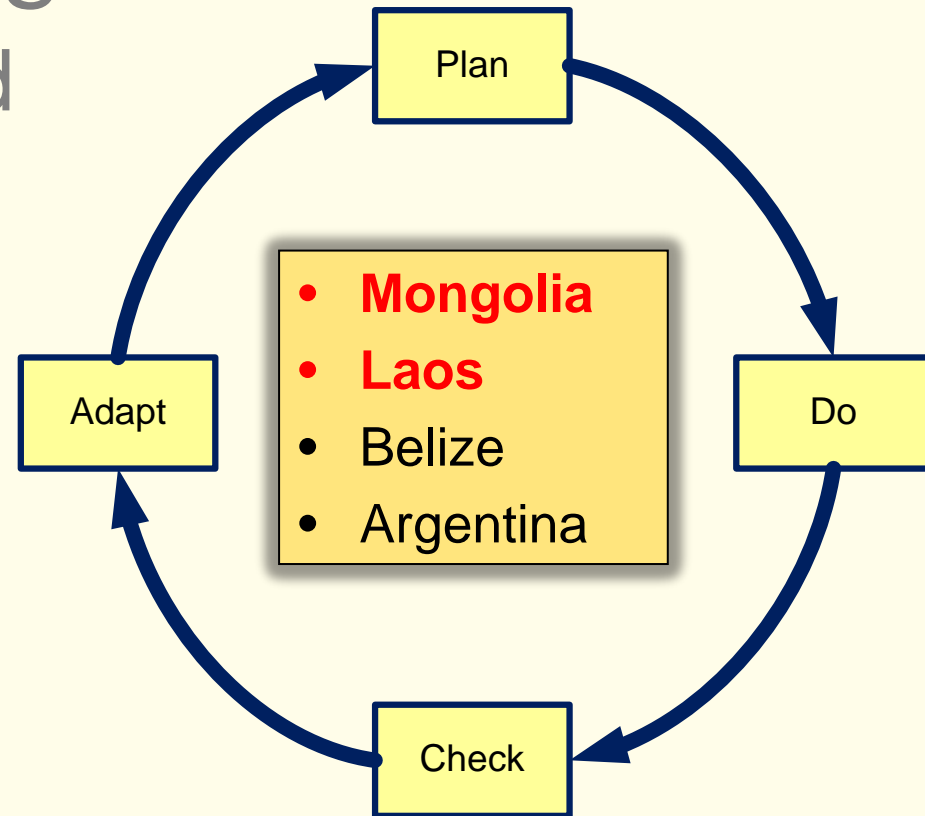 Plan
• Mongolia
• Laos
• Belize
• Argentina
Adapt
Do
Check